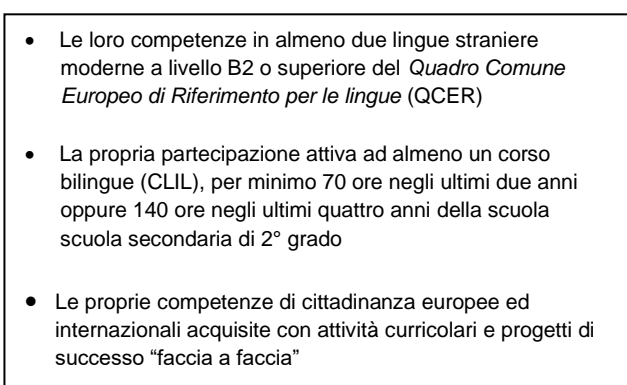 • Le loro competenze in almeno due lingue straniere
moderne a livello B2 o superiore del Quadro Comune
Europeo di Riferimento per le lingue (QCER)
• La propria partecipazione attiva ad almeno un corso
bilingue (CLIL), per minimo 70 ore negli ultimi due anni
oppure 140 ore negli ultimi quattro anni della scuola
scuola secondaria di 2° grado
• Le proprie competenze di cittadinanza europee ed
internazionali acquisite con attività curricolari e progetti di
successo “faccia a faccia”